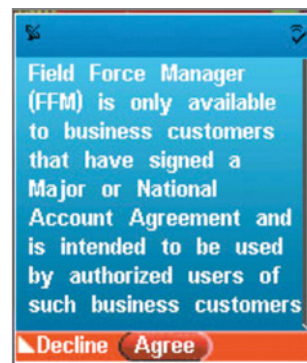 Field Force Manager
(FFM) is only available
to business customers
that have signed a
Major or National
Account Agreement and
is intended to be used
by authorized users of
such business customers
Decline Agree